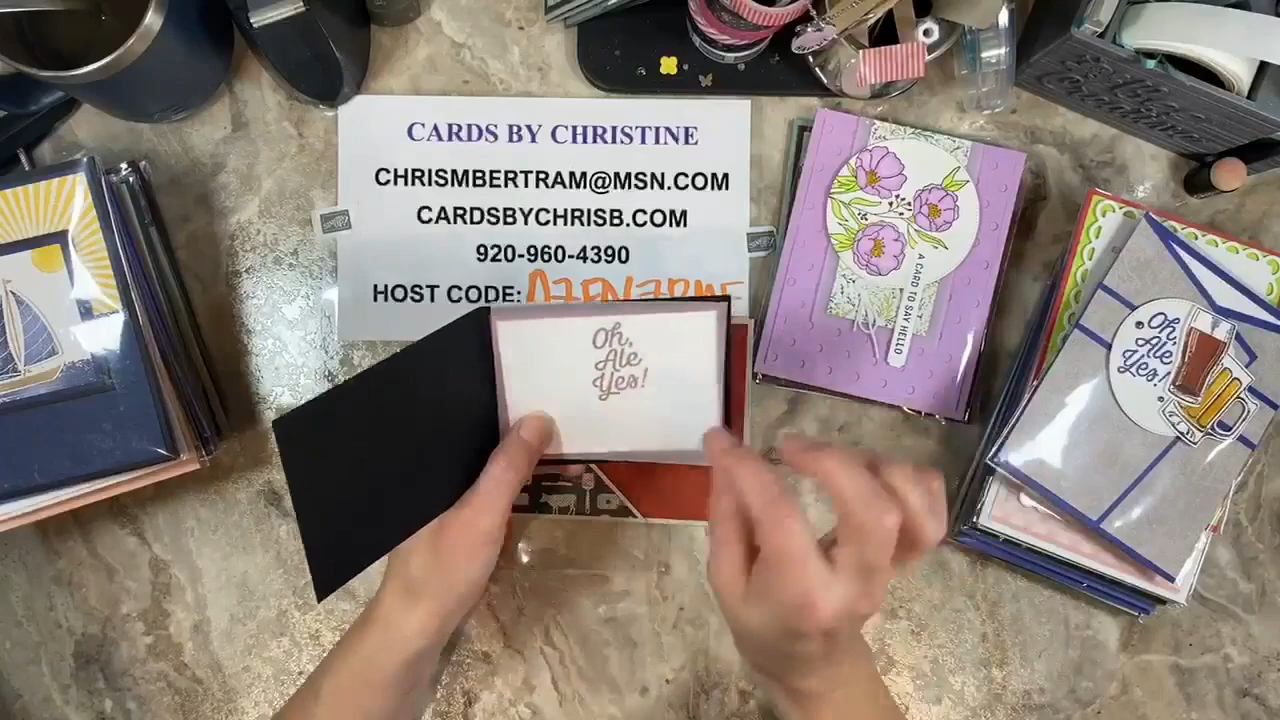 CARDS BY CHRISTINE
CHRISMBERTRAM@MSN.COM
CARDSBYCHRISB.COM
920-960-4390
HOST CODE:
Oh,
Ale
Yes!
A CARD TO SAY HELLO
Oh,
Ale
Yes!